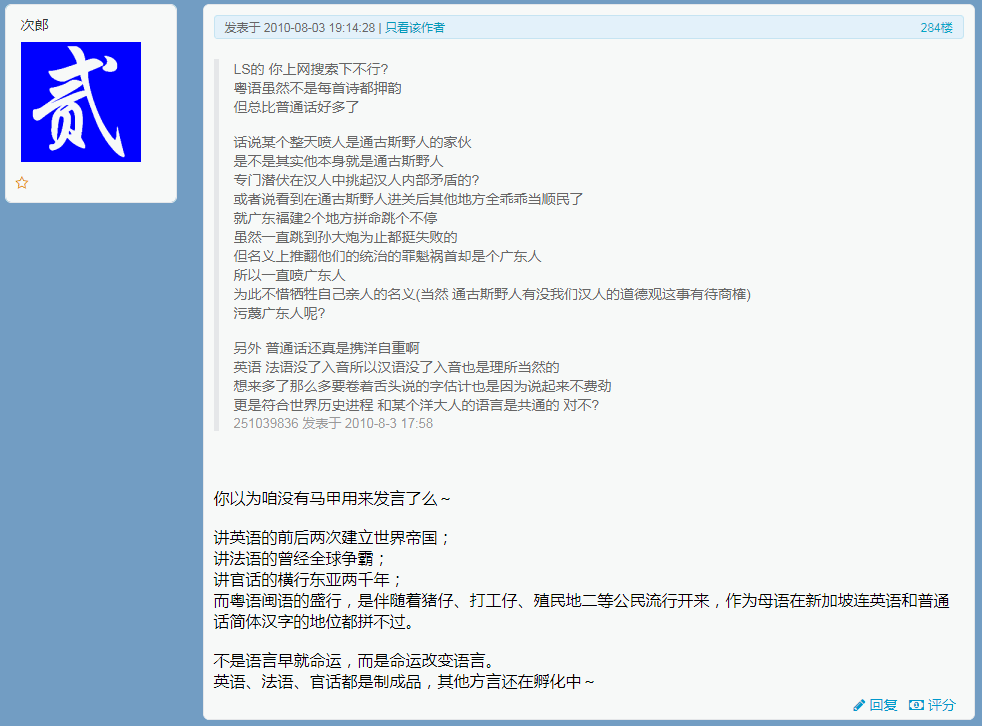 次郎
贰
发表于 2010-08-03 19:14:28 | 只看该作者
284楼
LS的 你上网搜索下不行?
粤语虽然不是每首诗都押韵
但总比普通话好多了
话说某个整天喷人是通古斯野人的家伙
是不是其实他本身就是通古斯野人
专门潜伏在汉人中挑起汉人内部矛盾的?
或者说看到在通古斯野人进关后其他地方全乖乖当顺民了
就广东福建2个地方拼命跳个不停
虽然一直跳到孙大炮为止都挺失败的
但名义上推翻他们的统治的罪魁祸首却是个广东人
所以一直喷广东人
为此不惜牺牲自己亲人的名义(当然 通古斯野人有没我们汉人的道德观这事有待商榷)
污蔑广东人呢?
另外 普通话还真是携洋自重啊
英语 法语没了入音所以汉语没了入音也是理所当然的
想来多了那么多要卷着舌头说的字估计也是因为说起来不费劲
更是符合世界历史进程 和某个洋大人的语言是共通的 对不?
251039836 发表于 2010-8-3 17:58
你以为咱没有马甲用来发言了么～
讲英语的前后两次建立世界帝国；
讲法语的曾经全球争霸；
讲官话的横行东亚两千年；
而粤语闽语的盛行，是伴随着猪仔、打工仔、殖民地二等公民流行开来，作为母语在新加坡连英语和普通
话简体汉字的地位都拼不过。
不是语言早就命运，而是命运改变语言。
英语、法语、官话都是制成品，其他方言还在孵化中～
回复 评分